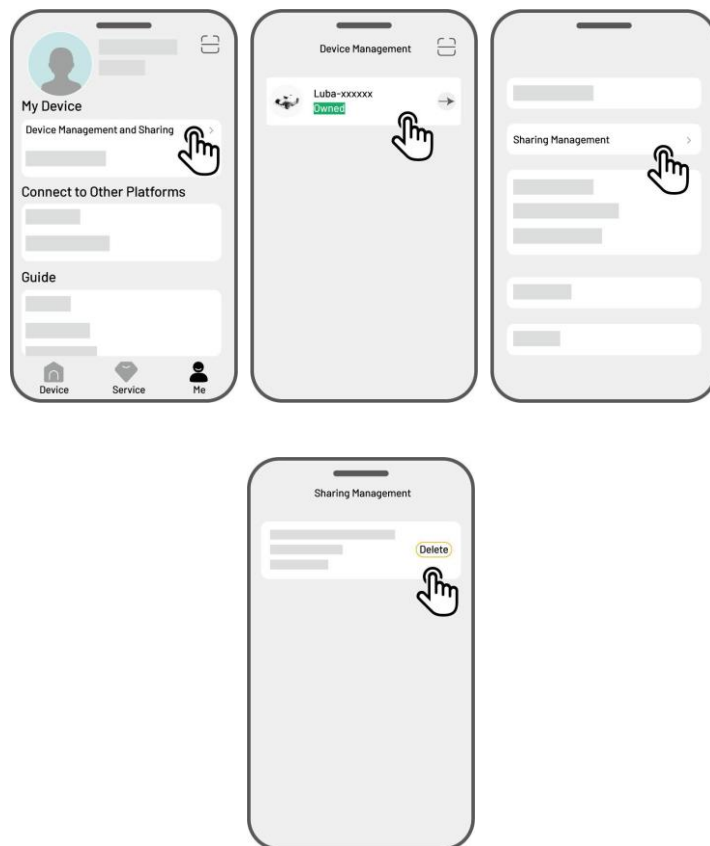 My Device
Device Management and Sharing
Connect to Other Platforms
Guide
Device Service Me
Device Management
Luba-xxxxxx
Owned
Sharing Management
Sharing Management
Delete